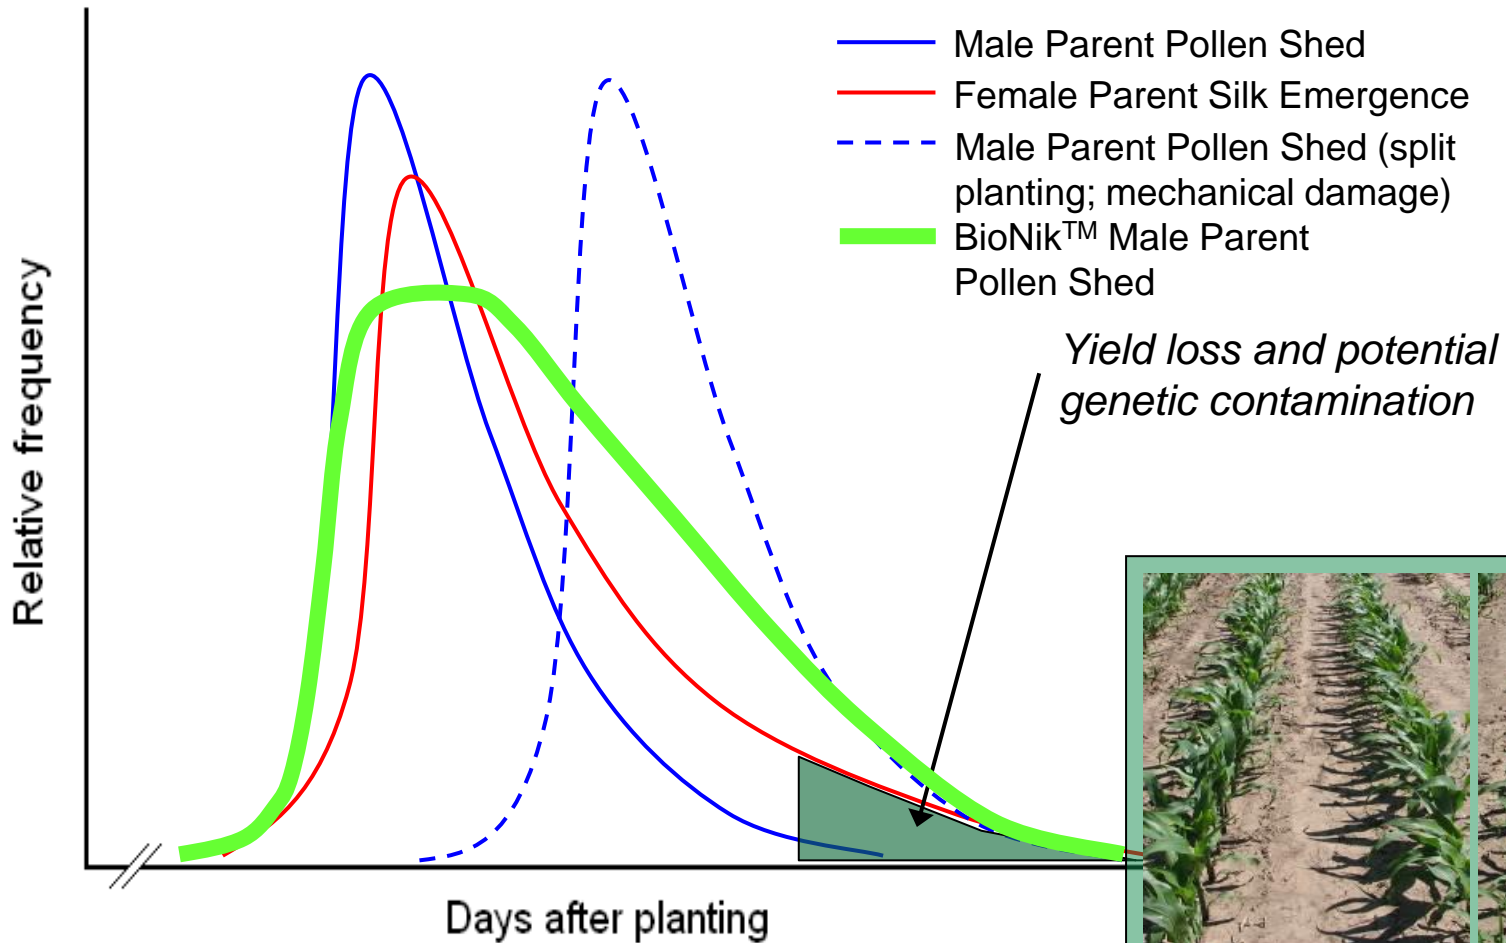 Male Parent Pollen Shed
Female Parent Silk Emergence
Male Parent Pollen Shed (split
planting; mechanical damage)
BioNik™ Male Parent
Pollen Shed
Yield loss and potential
genetic contamination
Relative frequency
Days after planting